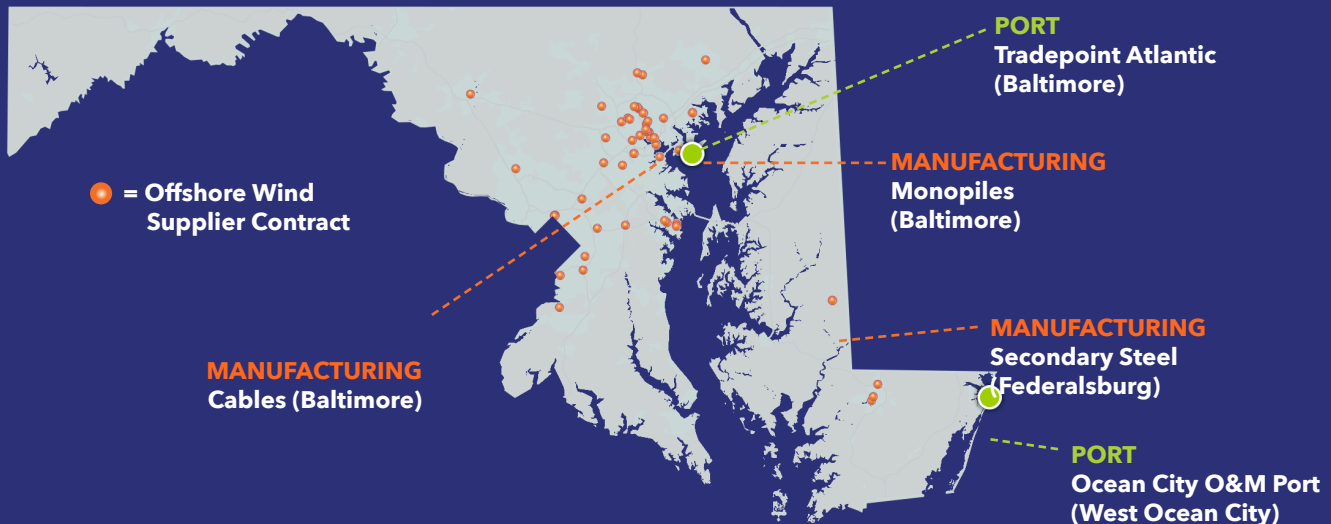 PORT
Tradepoint Atlantic
(Baltimore)
MANUFACTURING
Monopiles
(Baltimore)
= Offshore Wind
Supplier Contract
MANUFACTURING
Secondary Steel
(Federalsburg)
MANUFACTURING
Cables (Baltimore)
PORT
Ocean City O&M Port
(West Ocean City)